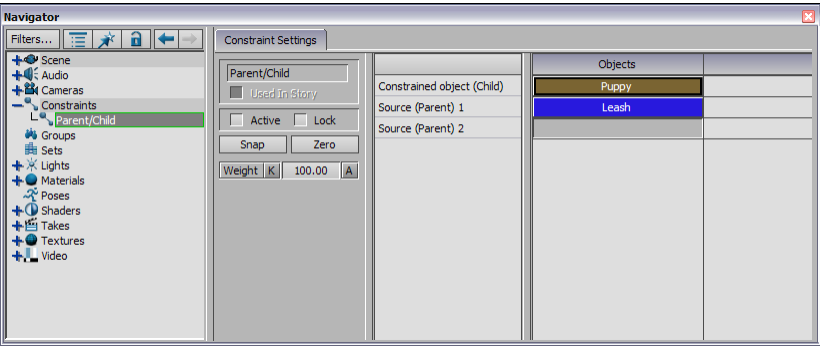 Navigator
Filters...
Scene
Audio
Cameras
Constraints
Parent/Child
Groups
Sets
Lights
Materials
Poses
Shaders
Takes
Textures
Video
Constraint Settings
Parent/Child
Used In Story
Active Lock
Snap Zero
Weight K 100.00 A
Objects
Constrained object (Child) Puppy
Source (Parent) 1 Leash
Source (Parent) 2